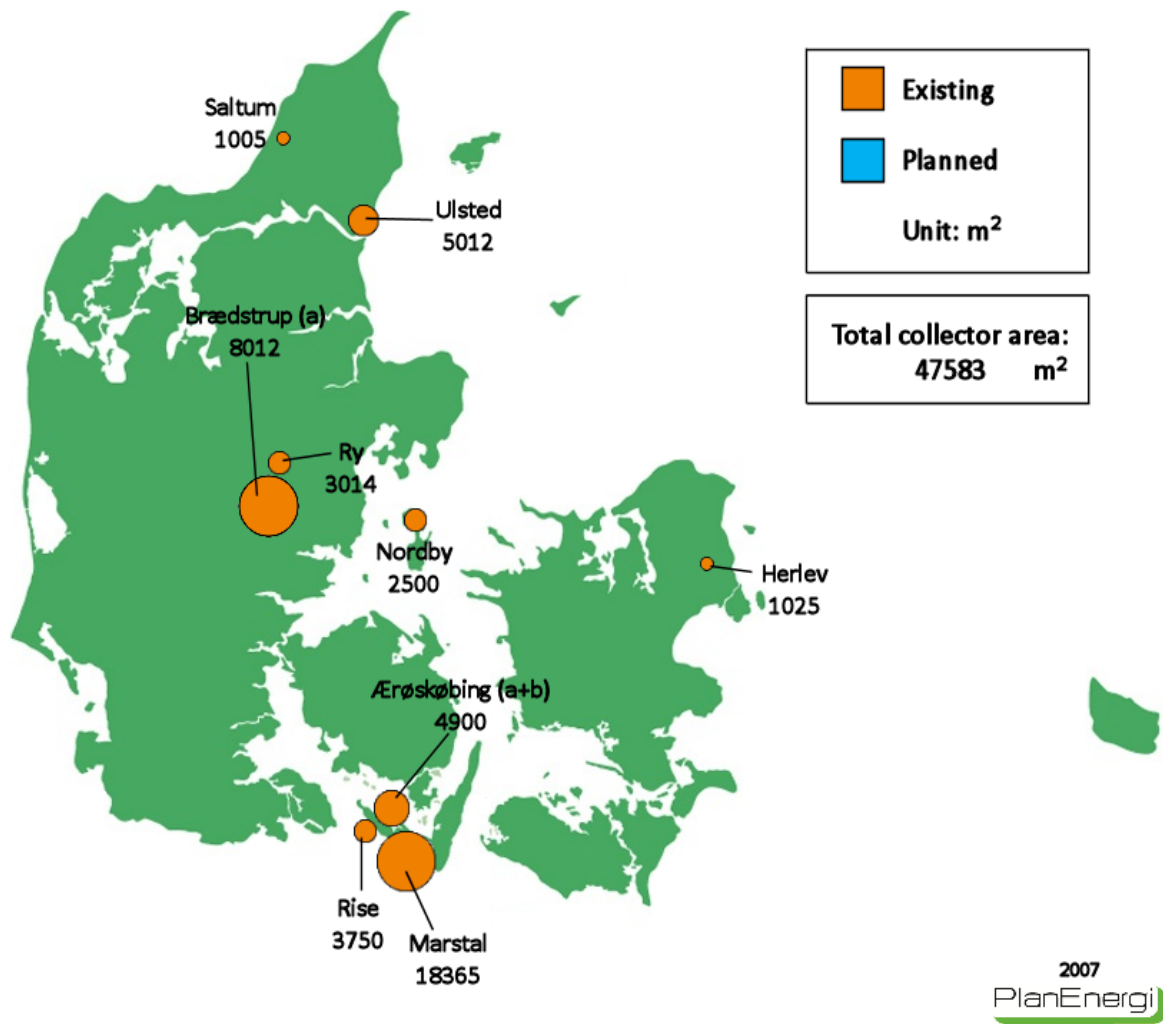 Saltum
1005
Ulsted
5012
Brædstrup (a)
8012
Ry
3014
Nordby
2500
Herlev
1025
Ærøskøbing (a+b)
4900
Rise
3750
Marstal
18365
Existing
Planned
Unit: m²
Total collector area:
47583 m²
2007
PlanEnergi